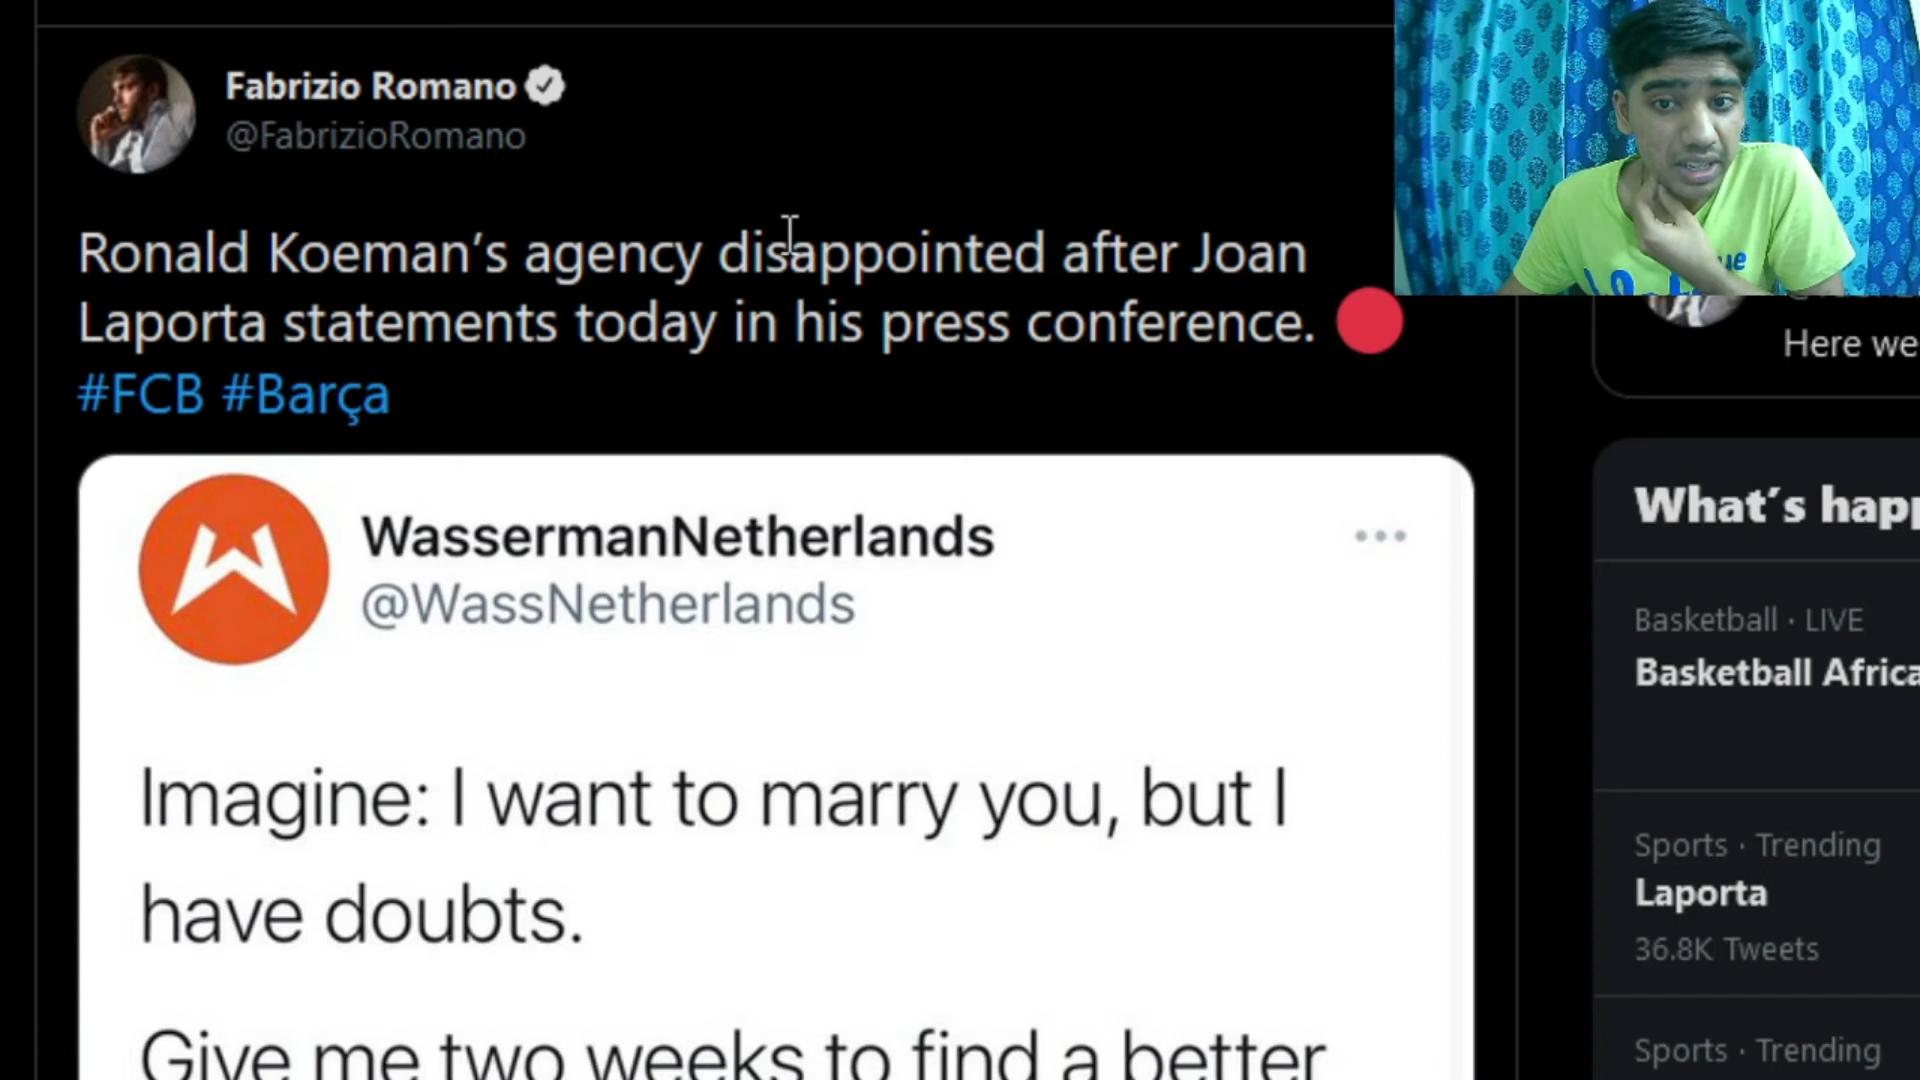 Fabrizio Romano
@FabrizioRomano
Ronald Koeman’s agency disappointed after Joan
Laporta statements today in his press conference.
#FCB #Barça
WassermanNetherlands
@WassNetherlands
Imagine: I want to marry you, but I
have doubts.
Give me two weeks to find a better
Here we
What’s happ
Basketball · LIVE
Basketball Africa
Sports · Trending
Laporta
36.8K Tweets
Sports · Trending